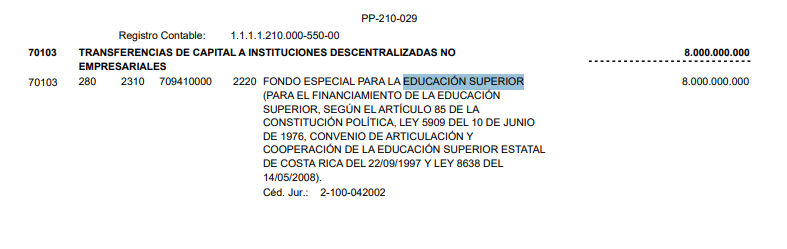 PP-210-029
Registro Contable: 1.1.1.1.210.000-550-00
70103 TRANSFERENCIAS DE CAPITAL A INSTITUCIONES DESCENTRALIZADAS NO 8.000.000.000
EMPRESARIALES
70103 280 2310 709410000 2220 FONDO ESPECIAL PARA LA EDUCACIÓN SUPERIOR 8.000.000.000
(PARA EL FINANCIAMIENTO DE LA EDUCACIÓN
SUPERIOR, SEGÚN EL ARTÍCULO 85 DE LA
CONSTITUCIÓN POLÍTICA, LEY 5909 DEL 10 DE JUNIO
DE 1976, CONVENIO DE ARTICULACIÓN Y
COOPERACIÓN DE LA EDUCACIÓN SUPERIOR ESTATAL
DE COSTA RICA DEL 22/09/1997 Y LEY 8638 DEL
14/05/2008).
Céd. Jur.: 2-100-042002